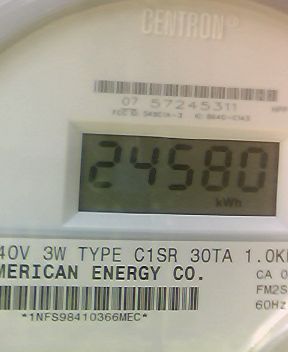 CENTRON®
07 57245311
24580
kWh
40V 3W TYPE C1SR 30TA 1.0K
MERICAN ENERGY CO.
CA 0
FM2S
60Hz
*1NFS98410366MEC*